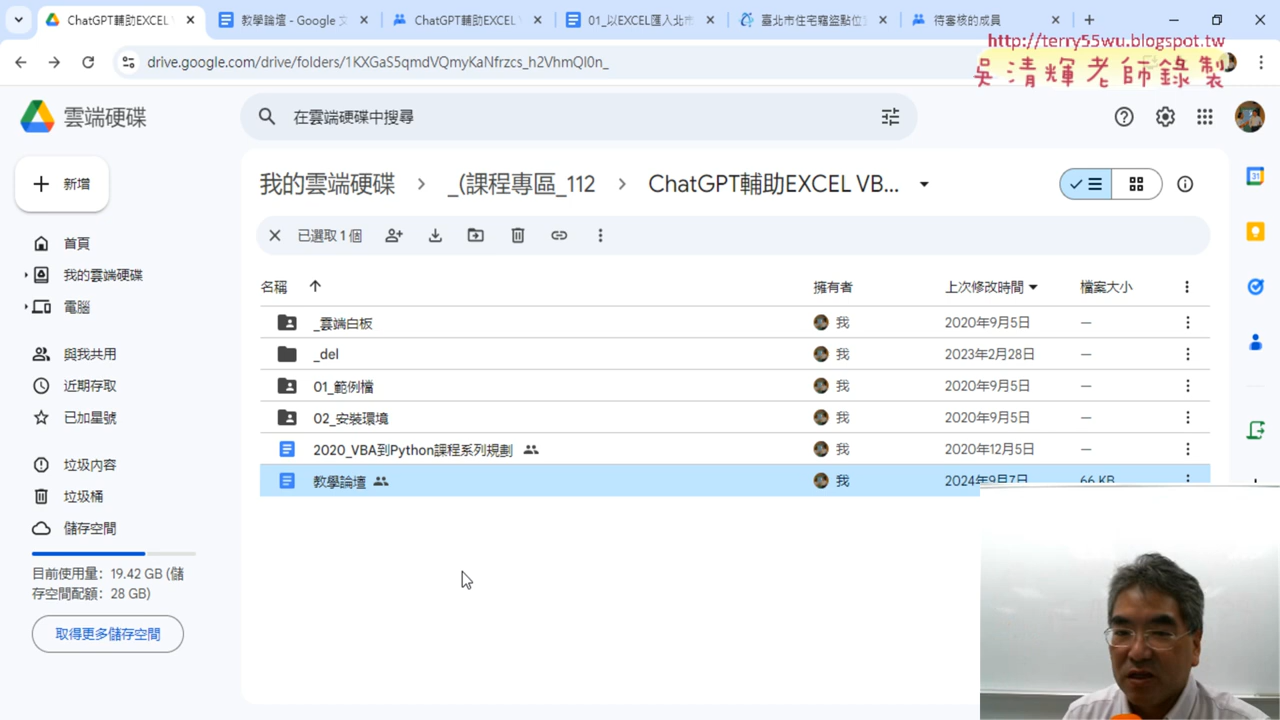 ChatGPT輔助EXCEL V
教學論壇 - Google 文
ChatGPT輔助EXCEL V
01_以EXCEL匯入北市
臺北市住宅竊盜點位
待審核的成員
http://terry55wu.blogspot.tw
drive.google.com/drive/folders/1KXGaS5qmdVQmyKaNfrzcs_h2VhmQI0n_
吳清輝老師錄製
雲端硬碟
在雲端硬碟中搜尋
新增
我的雲端硬碟 › _(課程專區_112 › ChatGPT輔助EXCEL VB...
已選取 1 個
首頁
我的雲端硬碟
電腦
與我共用
近期存取
已加星號
垃圾內容
垃圾桶
儲存空間
目前使用量：19.42 GB (儲
存空間配額：28 GB)
取得更多儲存空間
名稱 擁有者 上次修改時間 檔案大小
_雲端白板 我 2020年9月5日 —
_del 我 2023年2月28日 —
01_範例檔 我 2020年9月5日 —
02_安裝環境 我 2020年9月5日 —
2020_VBA到Python課程系列規劃 我 2020年12月5日 —
教學論壇 我 2024年9月7日 66 KB
31